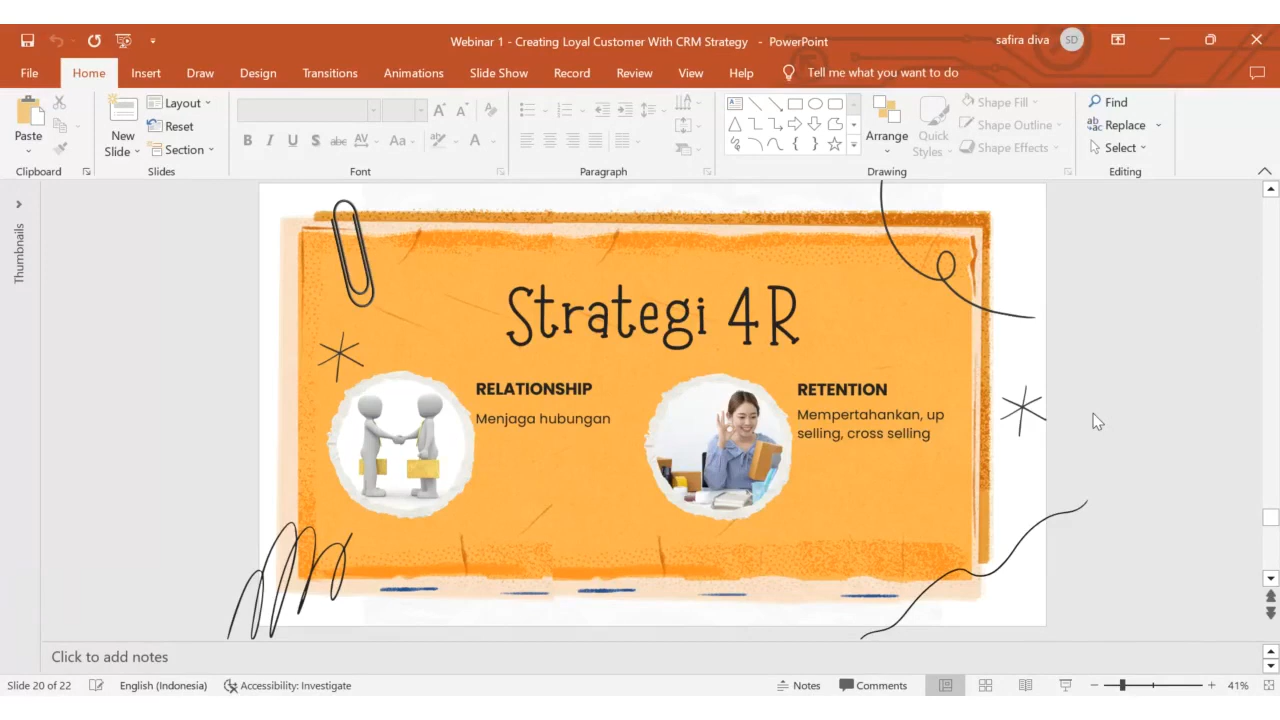 Webinar 1 - Creating Loyal Customer With CRM Strategy - PowerPoint
safira diva
SD
File
Home
Insert
Draw
Design
Transitions
Animations
Slide Show
Record
Review
View
Help
Tell me what you want to do
Paste
Clipboard
New
Slide
Layout
Reset
Section
Slides
B I U S abc AV Aa A
Font
Paragraph
Arrange
Quick
Styles
Shape Fill
Shape Outline
Shape Effects
Drawing
Find
Replace
Select
Editing
Thumbnails
Strategi 4R
RELATIONSHIP
Menjaga hubungan
RETENTION
Mempertahankan, up
selling, cross selling
Click to add notes
Slide 20 of 22
English (Indonesia)
Accessibility: Investigate
Notes
Comments
41%